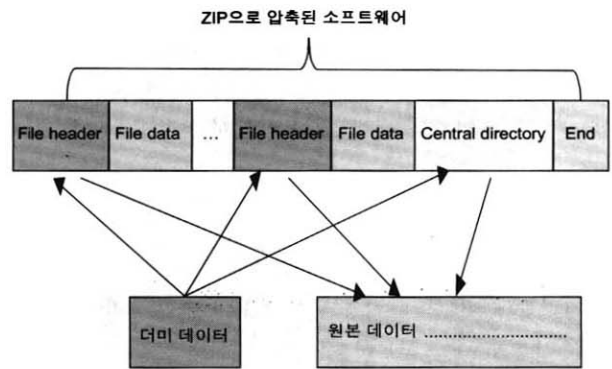 ZIP으로 압축된 소프트웨어
File header File data ... File header File data Central directory End
더미 데이터 원본 데이터 ................................